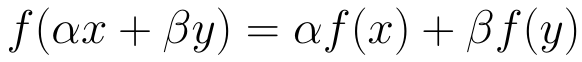 f(αx + βy) = αf(x) + βf(y)